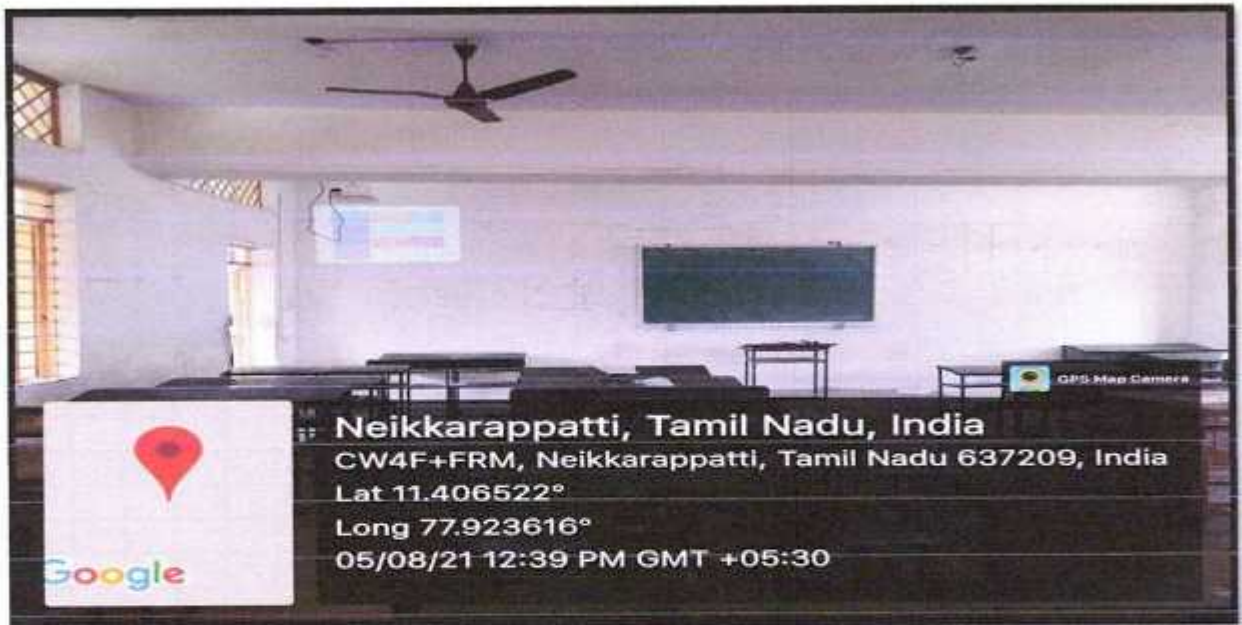 GPS Map Camera
Neikkarappatti, Tamil Nadu, India
CW4F+FRM, Neikkarappatti, Tamil Nadu 637209, India
Lat 11.406522°
Long 77.923616°
05/08/21 12:39 PM GMT +05:30
Google